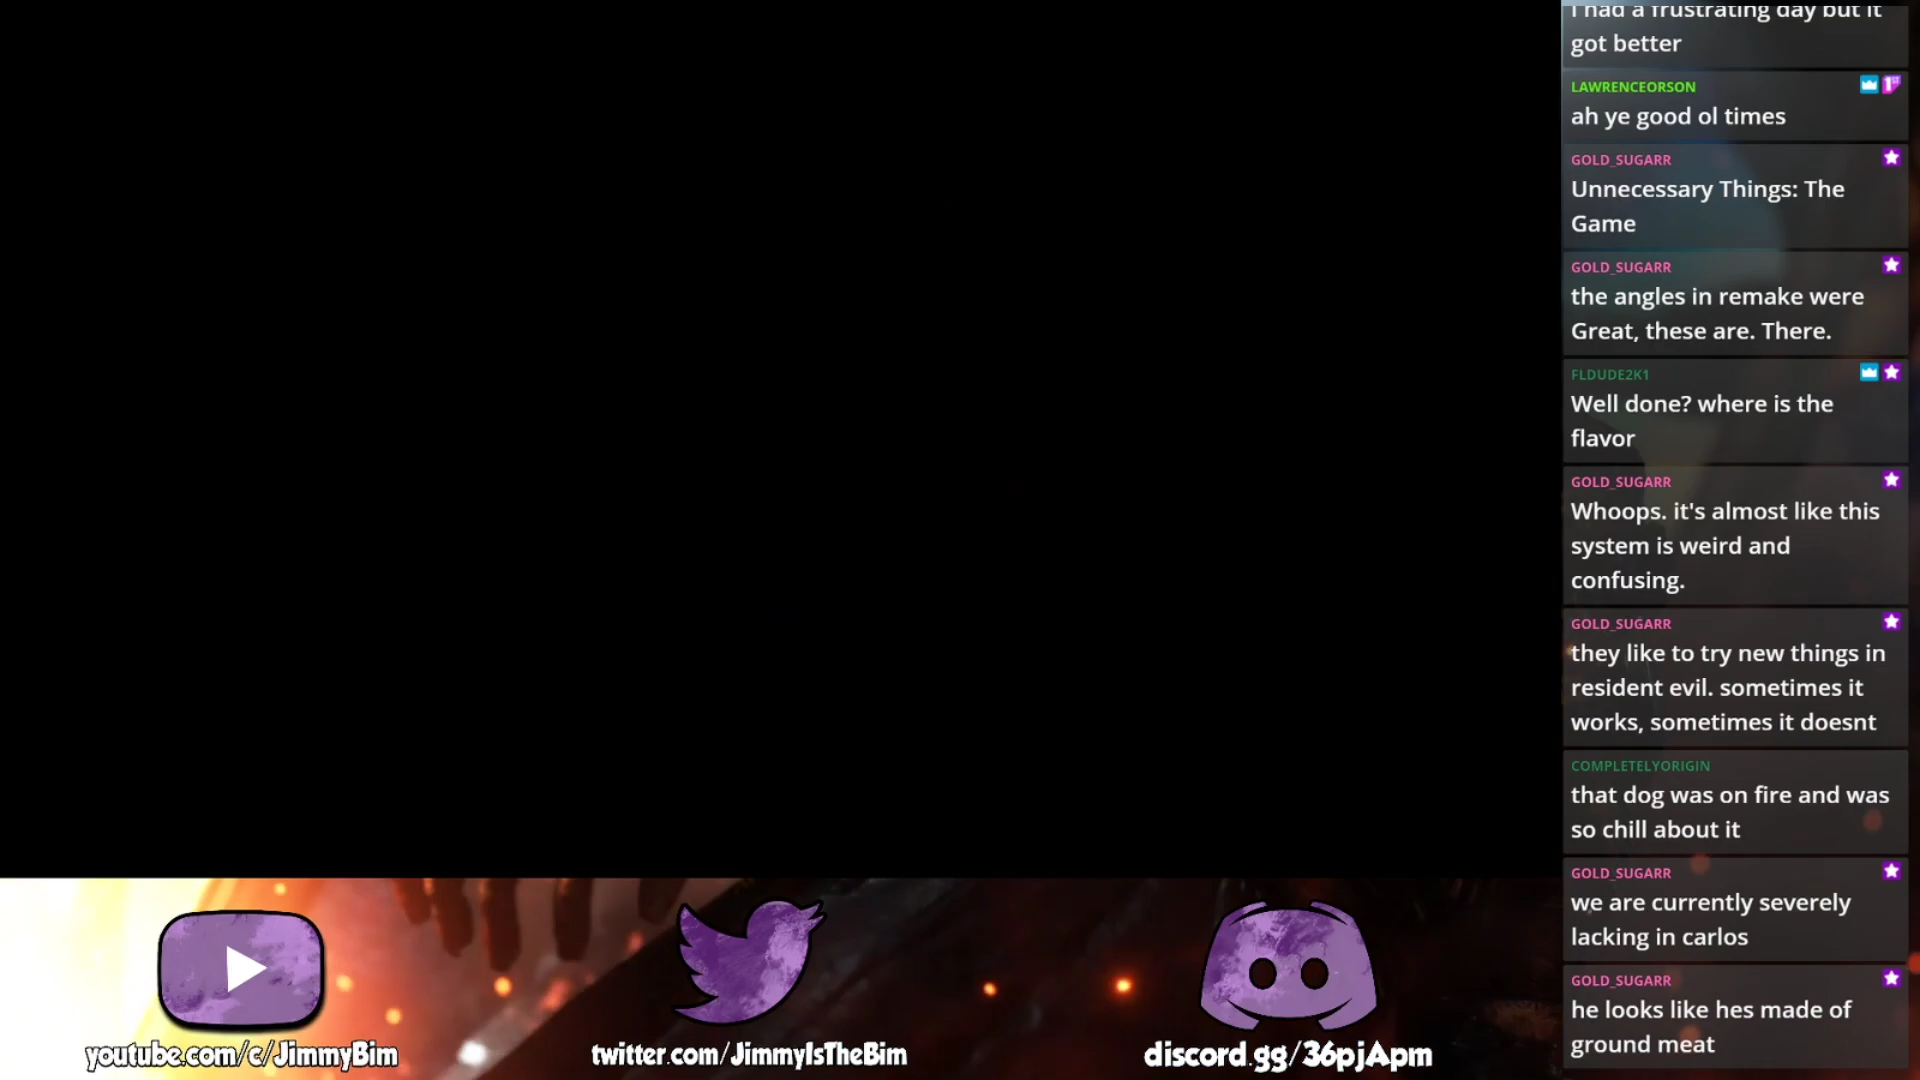 I had a frustrating day but it
got better
LAWRENCEORSON
ah ye good ol times
GOLD_SUGARR
Unnecessary Things: The
Game
GOLD_SUGARR
the angles in remake were
Great, these are. There.
FLDUDE2K1
Well done? where is the
flavor
GOLD_SUGARR
Whoops. it's almost like this
system is weird and
confusing.
GOLD_SUGARR
they like to try new things in
resident evil. sometimes it
works, sometimes it doesnt
COMPLETELYORIGIN
that dog was on fire and was
so chill about it
GOLD_SUGARR
we are currently severely
lacking in carlos
GOLD_SUGARR
he looks like hes made of
ground meat
youtube.com/c/JimmyBim
twitter.com/JimmyIsTheBim
discord.gg/36pjApm